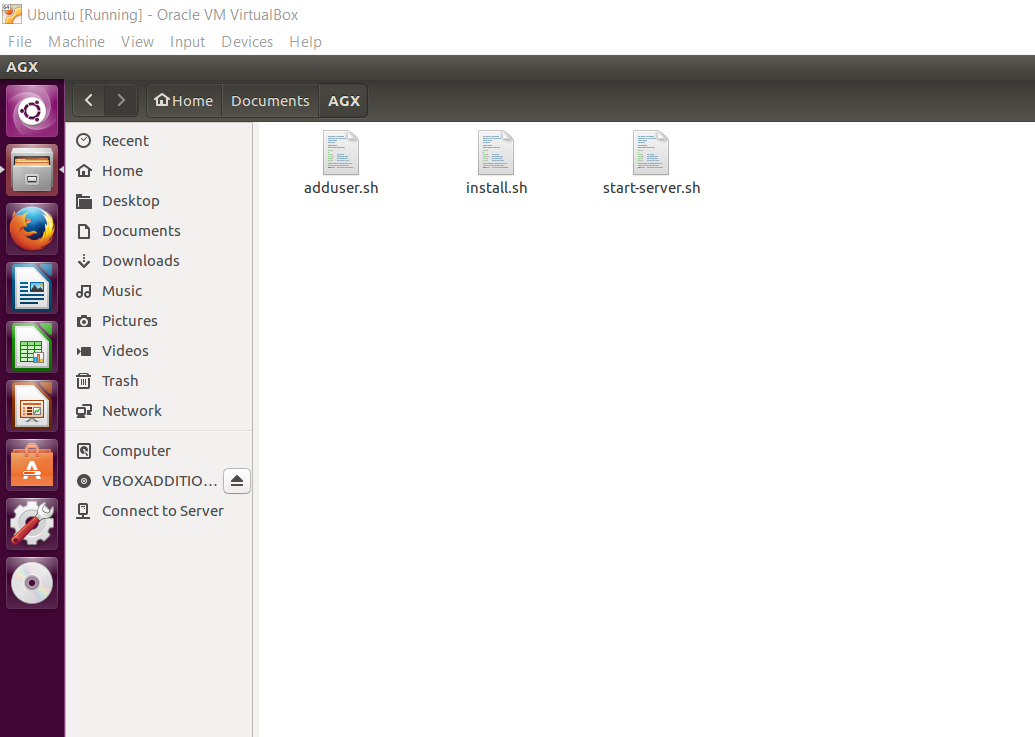 Ubuntu [Running] - Oracle VM VirtualBox
File Machine View Input Devices Help
AGX
Home Documents AGX
Recent
Home
Desktop
Documents
Downloads
Music
Pictures
Videos
Trash
Network
Computer
VBOXADDITIO...
Connect to Server
adduser.sh install.sh start-server.sh